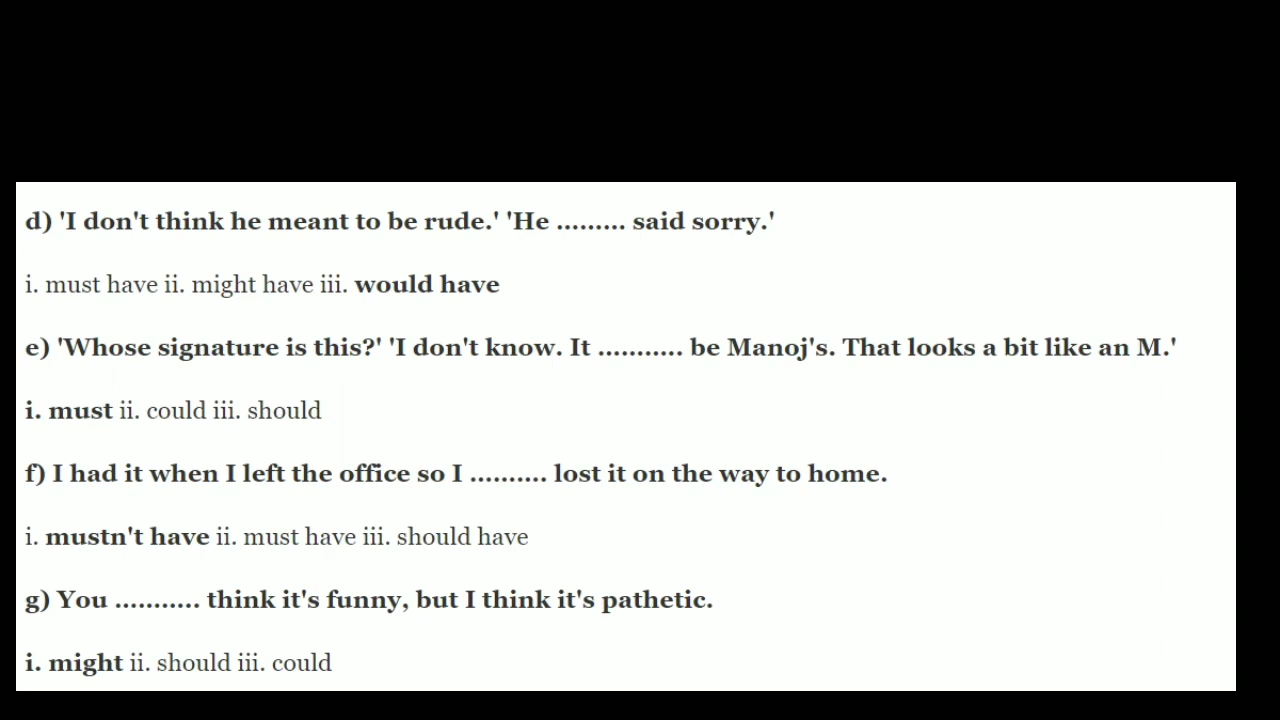 d) 'I don't think he meant to be rude.' 'He ......... said sorry.'
i. must have ii. might have iii. would have
e) 'Whose signature is this?' 'I don't know. It ........... be Manoj's. That looks a bit like an M.'
i. must ii. could iii. should
f) I had it when I left the office so I .......... lost it on the way to home.
i. mustn't have ii. must have iii. should have
g) You ........... think it's funny, but I think it's pathetic.
i. might ii. should iii. could